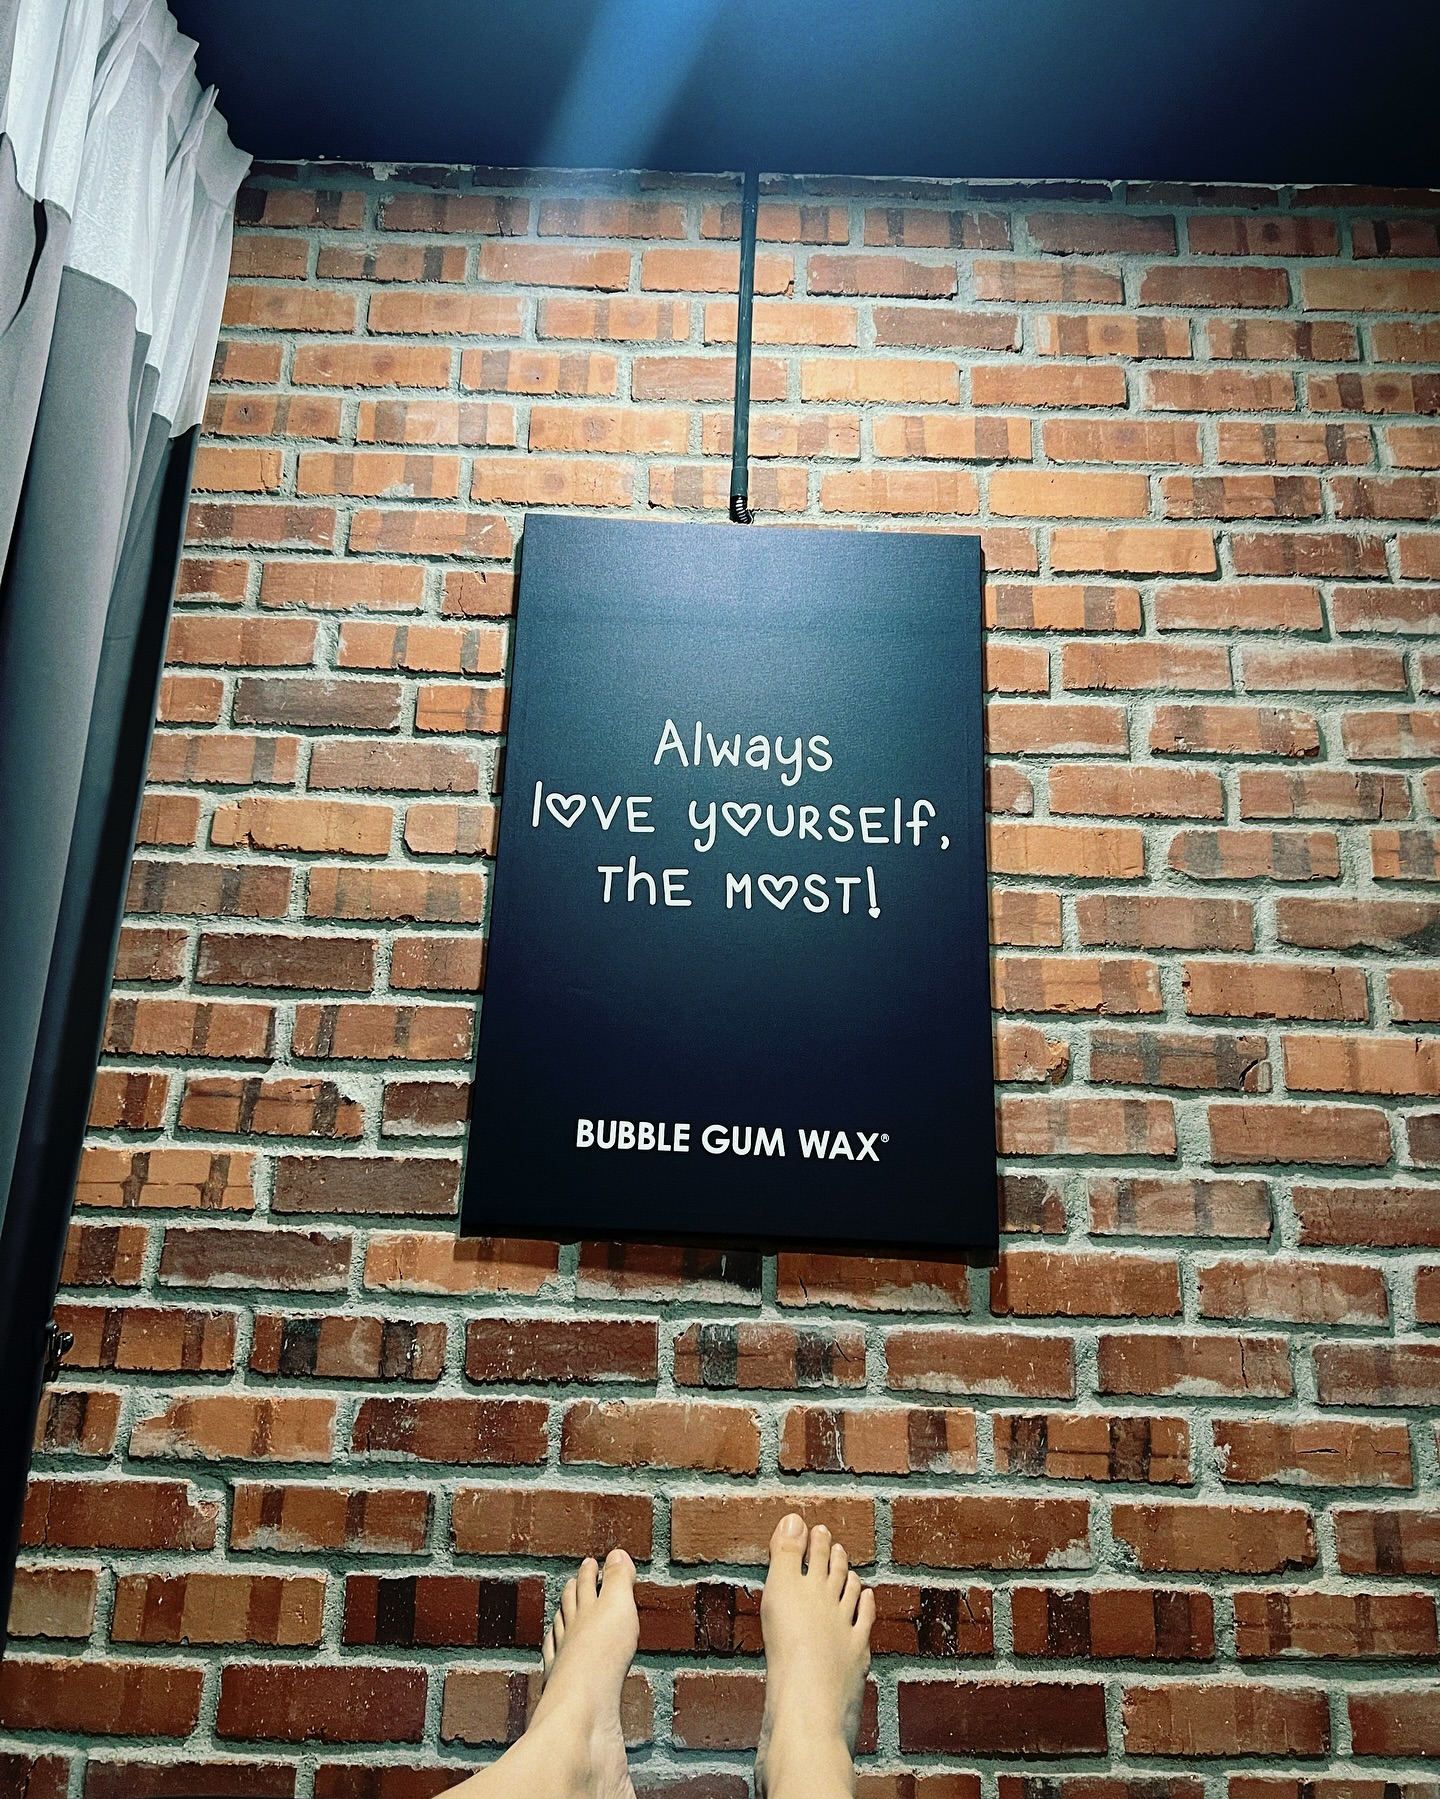 Always
love yourself,
the most!
BUBBLE GUM WAX®